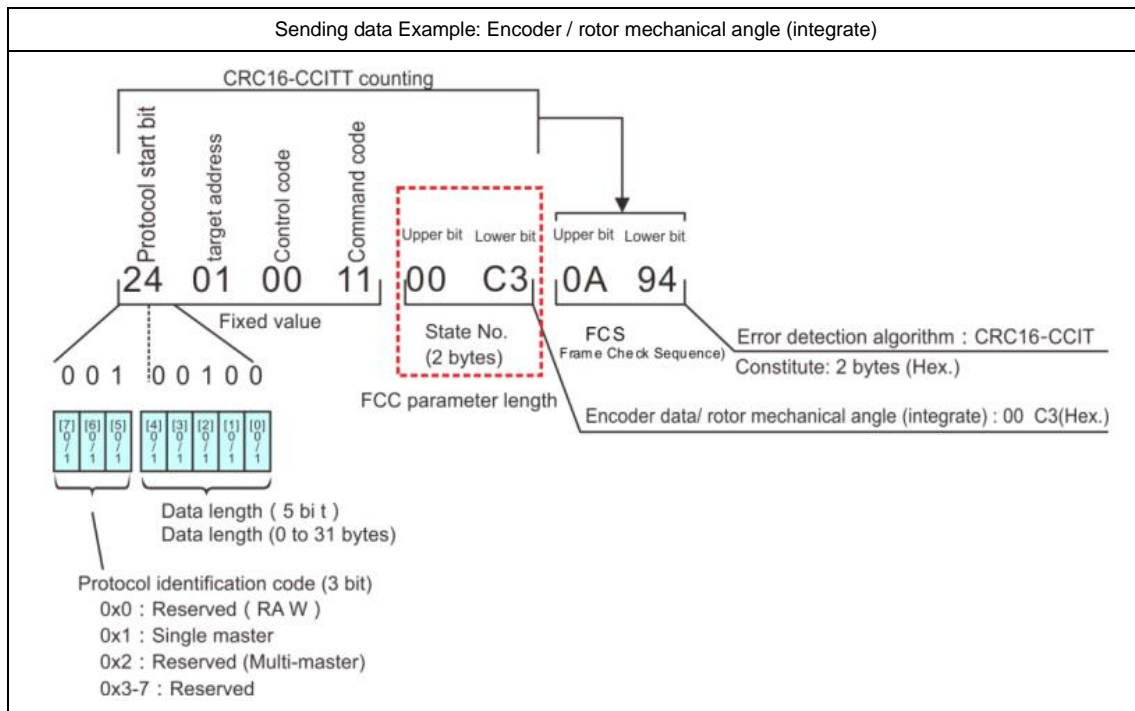 Sending data Example: Encoder / rotor mechanical angle (integrate)
CRC16-CCITT counting
Protocol start bit
target address
Control code
Command code
Upper bit Lower bit
Upper bit Lower bit
24 01 00 11 00 C3 0A 94
Fixed value
State No.
(2 bytes)
FCS
Frame Check Sequence)
Error detection algorithm : CRC16-CCIT
Constitute: 2 bytes (Hex.)
0 0 1 0 0 1 0 0
FCC parameter length
Encoder data/ rotor mechanical angle (integrate) : 00 C3(Hex.)
[7] 0/1
[6] 0/1
[5] 0/1
[4] 0/1
[3] 0/1
[2] 0/1
[1] 0/1
[0] 0/1
Data length ( 5 bi t )
Data length (0 to 31 bytes)
Protocol identification code (3 bit)
0x0 : Reserved ( RA W )
0x1 : Single master
0x2 : Reserved (Multi-master)
0x3-7 : Reserved